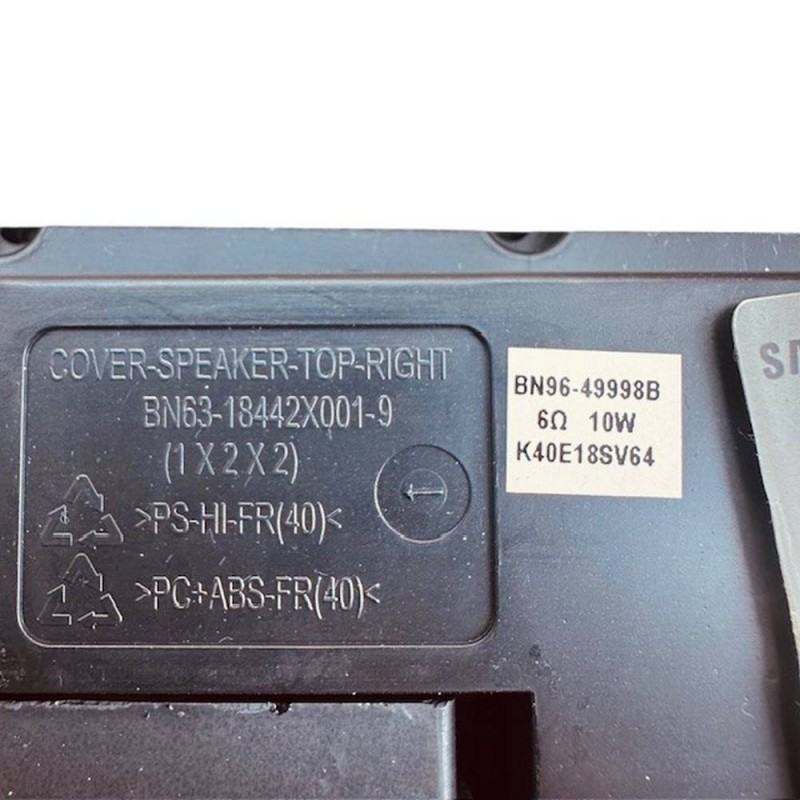 COVER-SPEAKER-TOP-RIGHT
BN63-18442X001-9
(1 X 2 X 2)
>PS-HI-FR(40)<
>PC+ABS-FR(40)<
BN96-49998B
6Ω 10W
K40E18SV64